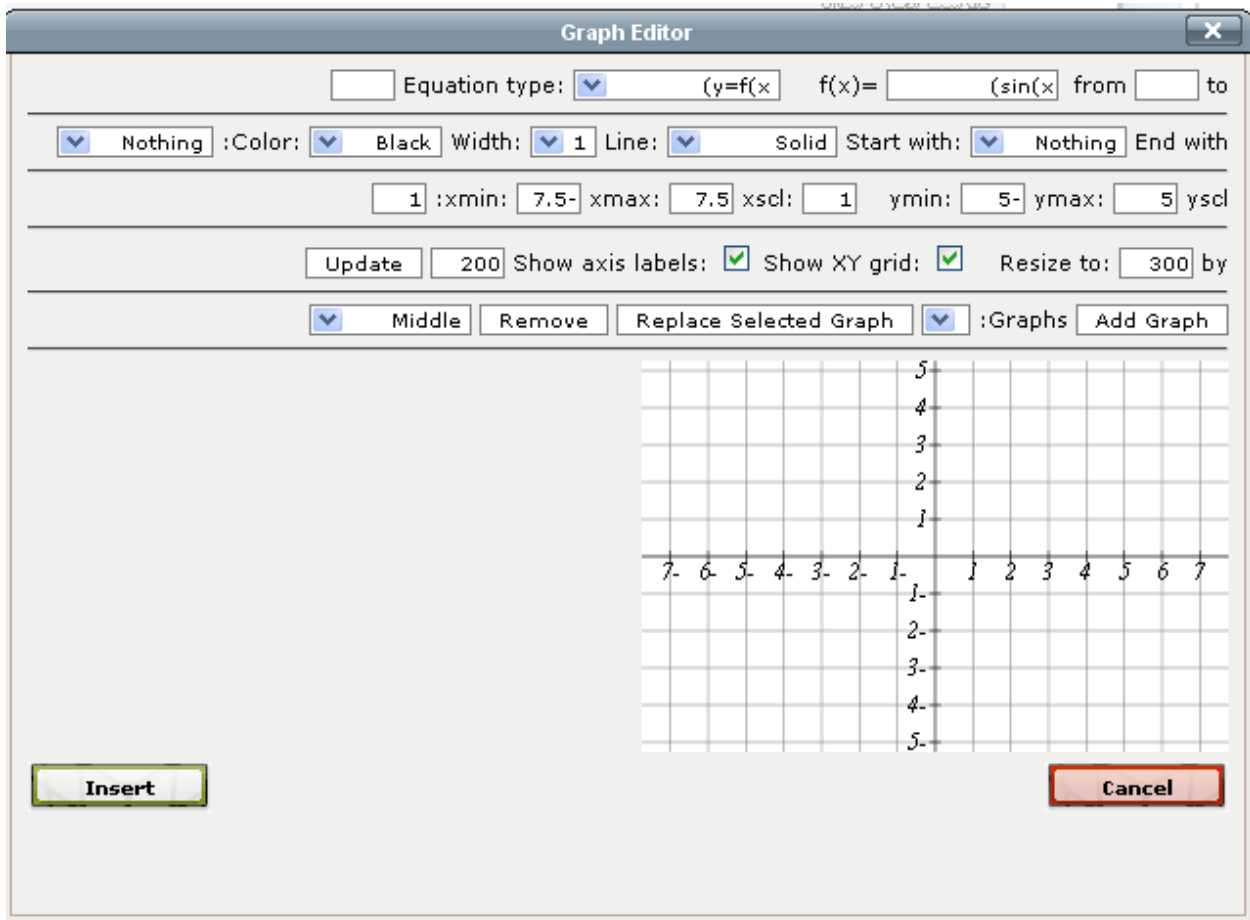 Graph Editor
Equation type: (y=f(x f(x)= (sin(x from to
Nothing :Color: Black Width: 1 Line: Solid Start with: Nothing End with
1 :xmin: 7.5- xmax: 7.5 xscl: 1 ymin: 5- ymax: 5 yscl
Update 200 Show axis labels: Show XY grid: Resize to: 300 by
Middle Remove Replace Selected Graph :Graphs Add Graph
5
4
3
2
1
7- 6- 5- 4- 3- 2- 1- 1 2 3 4 5 6 7
1-
2-
3-
4-
5-
Insert Cancel